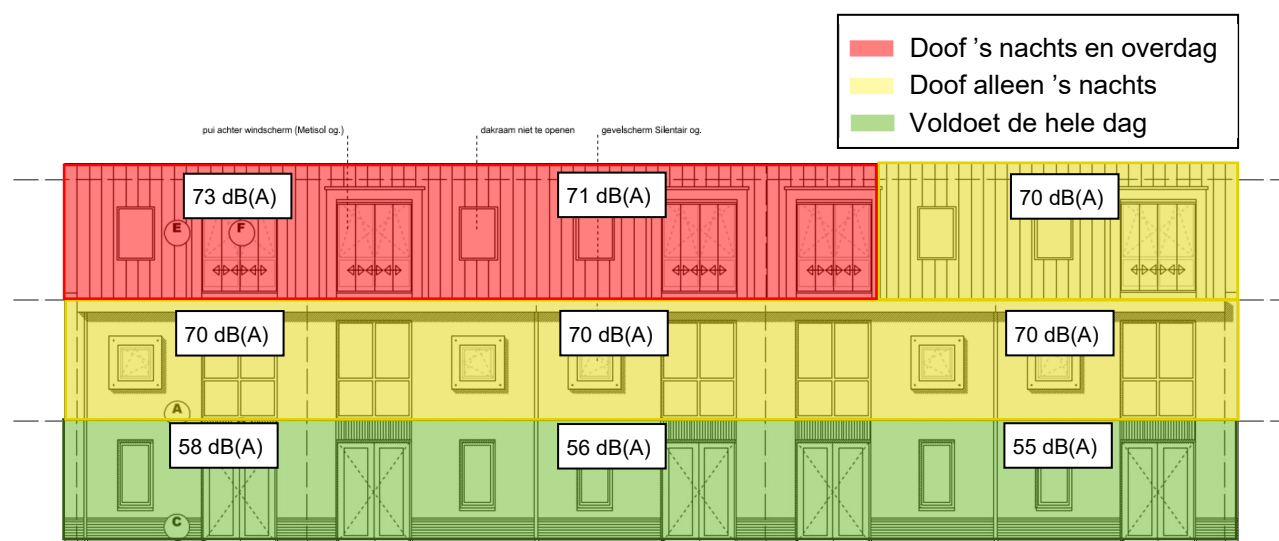 Doof ’s nachts en overdag
Doof alleen ’s nachts
Voldoet de hele dag
pui achter windscherm (Metisol og.)
dakraam niet te openen
gevelscherm Silentair og.
73 dB(A)
71 dB(A)
70 dB(A)
E
F
70 dB(A)
70 dB(A)
70 dB(A)
A
58 dB(A)
56 dB(A)
55 dB(A)
C